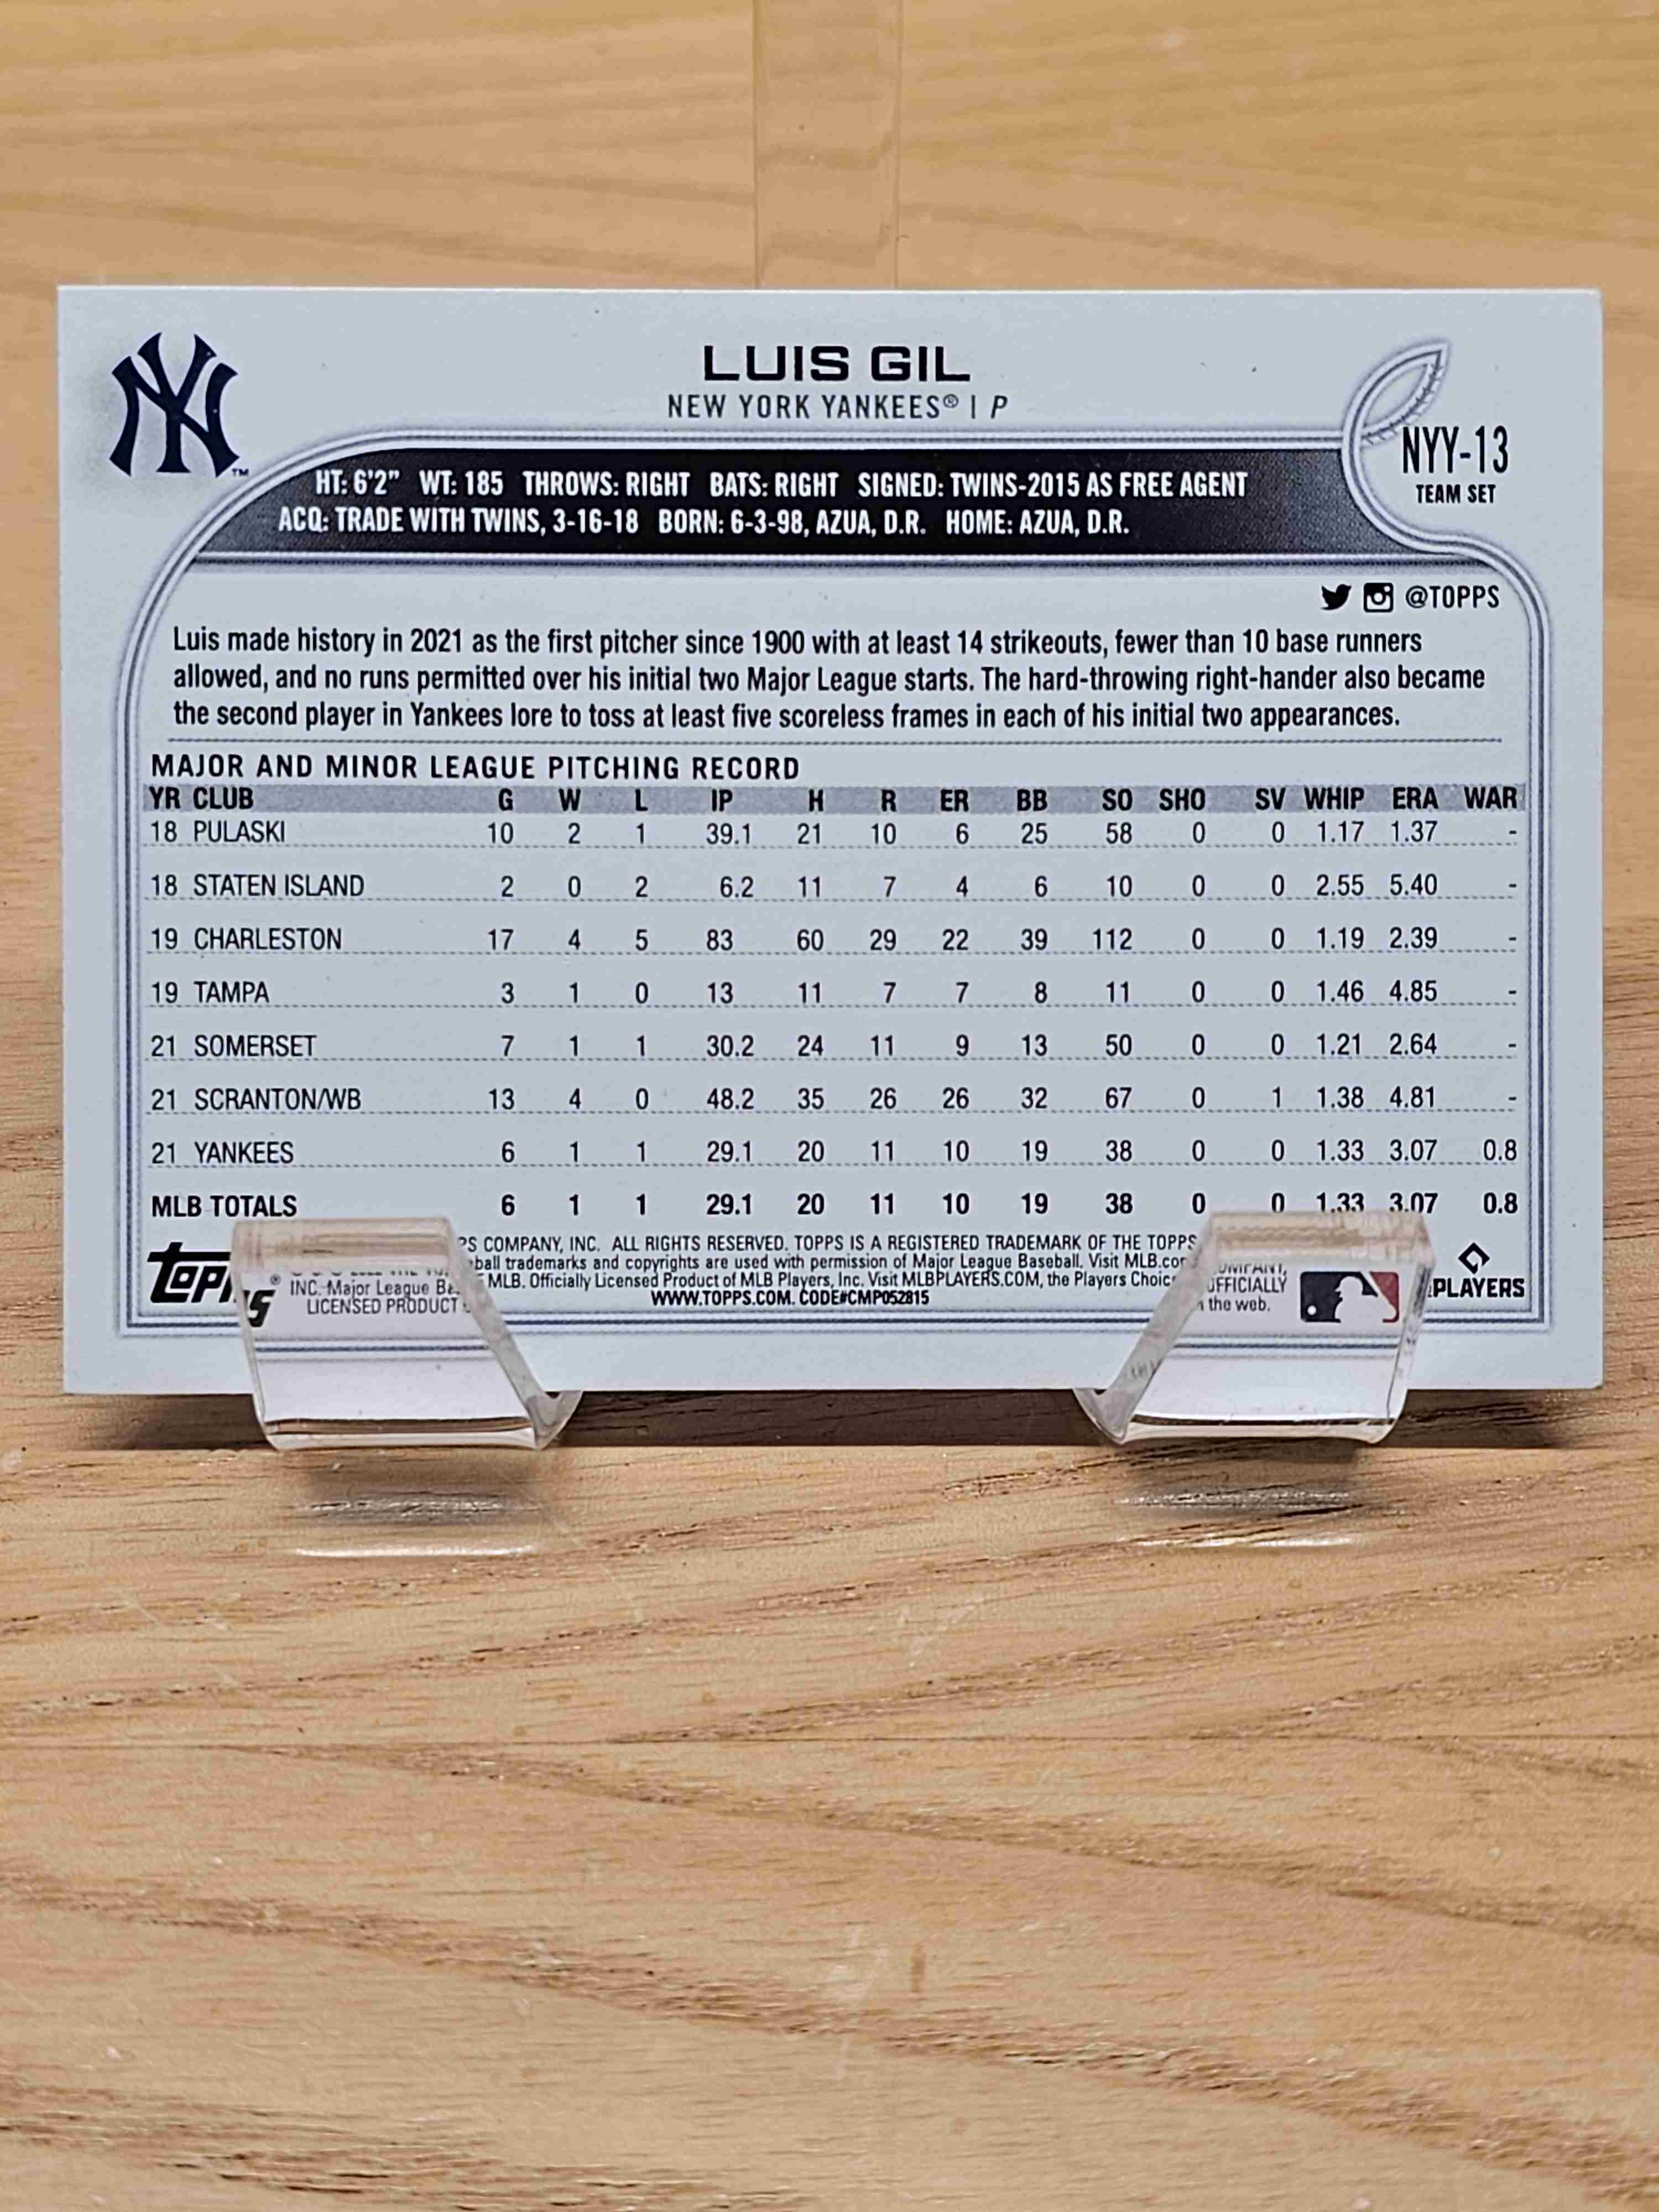 NY™
LUIS GIL
NEW YORK YANKEES® | P
NYY-13
TEAM SET
HT: 6'2" WT: 185 THROWS: RIGHT BATS: RIGHT SIGNED: TWINS-2015 AS FREE AGENT
ACQ: TRADE WITH TWINS, 3-16-18 BORN: 6-3-98, AZUA, D.R. HOME: AZUA, D.R.
@TOPPS
Luis made history in 2021 as the first pitcher since 1900 with at least 14 strikeouts, fewer than 10 base runners
allowed, and no runs permitted over his initial two Major League starts. The hard-throwing right-hander also became
the second player in Yankees lore to toss at least five scoreless frames in each of his initial two appearances.
MAJOR AND MINOR LEAGUE PITCHING RECORD
YR CLUB G W L IP H R ER BB SO SHO SV WHIP ERA WAR
18 PULASKI 10 2 1 39.1 21 10 6 25 58 0 0 1.17 1.37 -
18 STATEN ISLAND 2 0 2 6.2 11 7 4 6 10 0 0 2.55 5.40 -
19 CHARLESTON 17 4 5 83 60 29 22 39 112 0 0 1.19 2.39 -
19 TAMPA 3 1 0 13 11 7 7 8 11 0 0 1.46 4.85 -
21 SOMERSET 7 1 1 30.2 24 11 9 13 50 0 0 1.21 2.64 -
21 SCRANTON/WB 13 4 0 48.2 35 26 26 32 67 0 1 1.38 4.81 -
21 YANKEES 6 1 1 29.1 20 11 10 19 38 0 0 1.33 3.07 0.8
MLB TOTALS 6 1 1 29.1 20 11 10 19 38 0 0 1.33 3.07 0.8
topps®
COMPANY, INC. ALL RIGHTS RESERVED. TOPPS IS A REGISTERED TRADEMARK OF THE TOPPS
INC. Major League trademarks and copyrights are used with permission of Major League Baseball. Visit
LICENSED PRODUCT MLB. Officially Licensed Product of MLB Players, Inc. Visit MLBPLAYERS.COM, the Players the web.
WWW.TOPPS.COM. CODE#CMP052815
PLAYERS